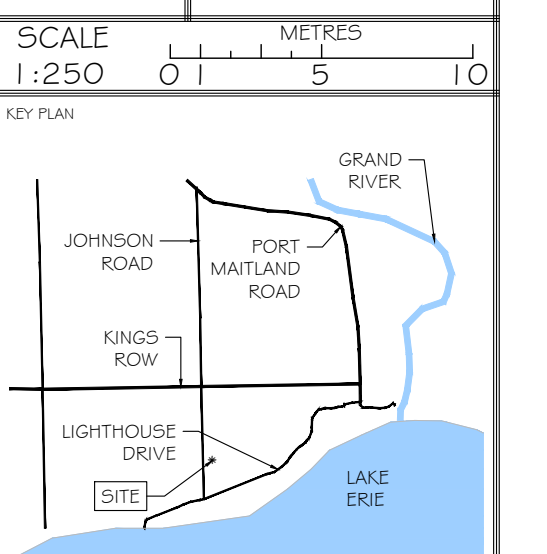 SCALE
1:250
METRES
0 1 5 10
KEY PLAN
GRAND
RIVER
JOHNSON
ROAD
PORT
MAITLAND
ROAD
KINGS
ROW
LIGHTHOUSE
DRIVE
SITE
LAKE
ERIE